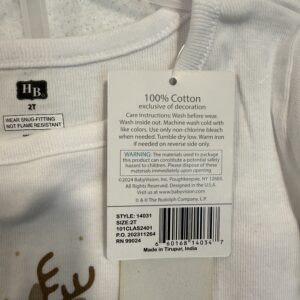 HB
2T
WEAR SNUG-FITTING
NOT FLAME RESISTANT
100% Cotton
exclusive of decoration
Care Instructions: Wash before wear.
Wash inside out. Machine wash cold with
like colors. Use only non-chlorine bleach
when needed. Tumble dry low. Warm iron
if needed on reverse side only.
WARNING: The materials used to package
this product can constitute a potential safety
hazard to children. Please dispose of these
materials immediately upon opening.
©2024 BabyVision, Inc. Poughkeepsie, NY 12603.
All Rights Reserved. Designed in the U.S.A.
Visit us at www.babyvision.com
© & ® The Rudolph Company, L.P.
STYLE: 14031
SIZE:2T
101CLAS2401
P.O. 202311264
RN 99024
6 60168 14034 7
Made in Tirupur, India